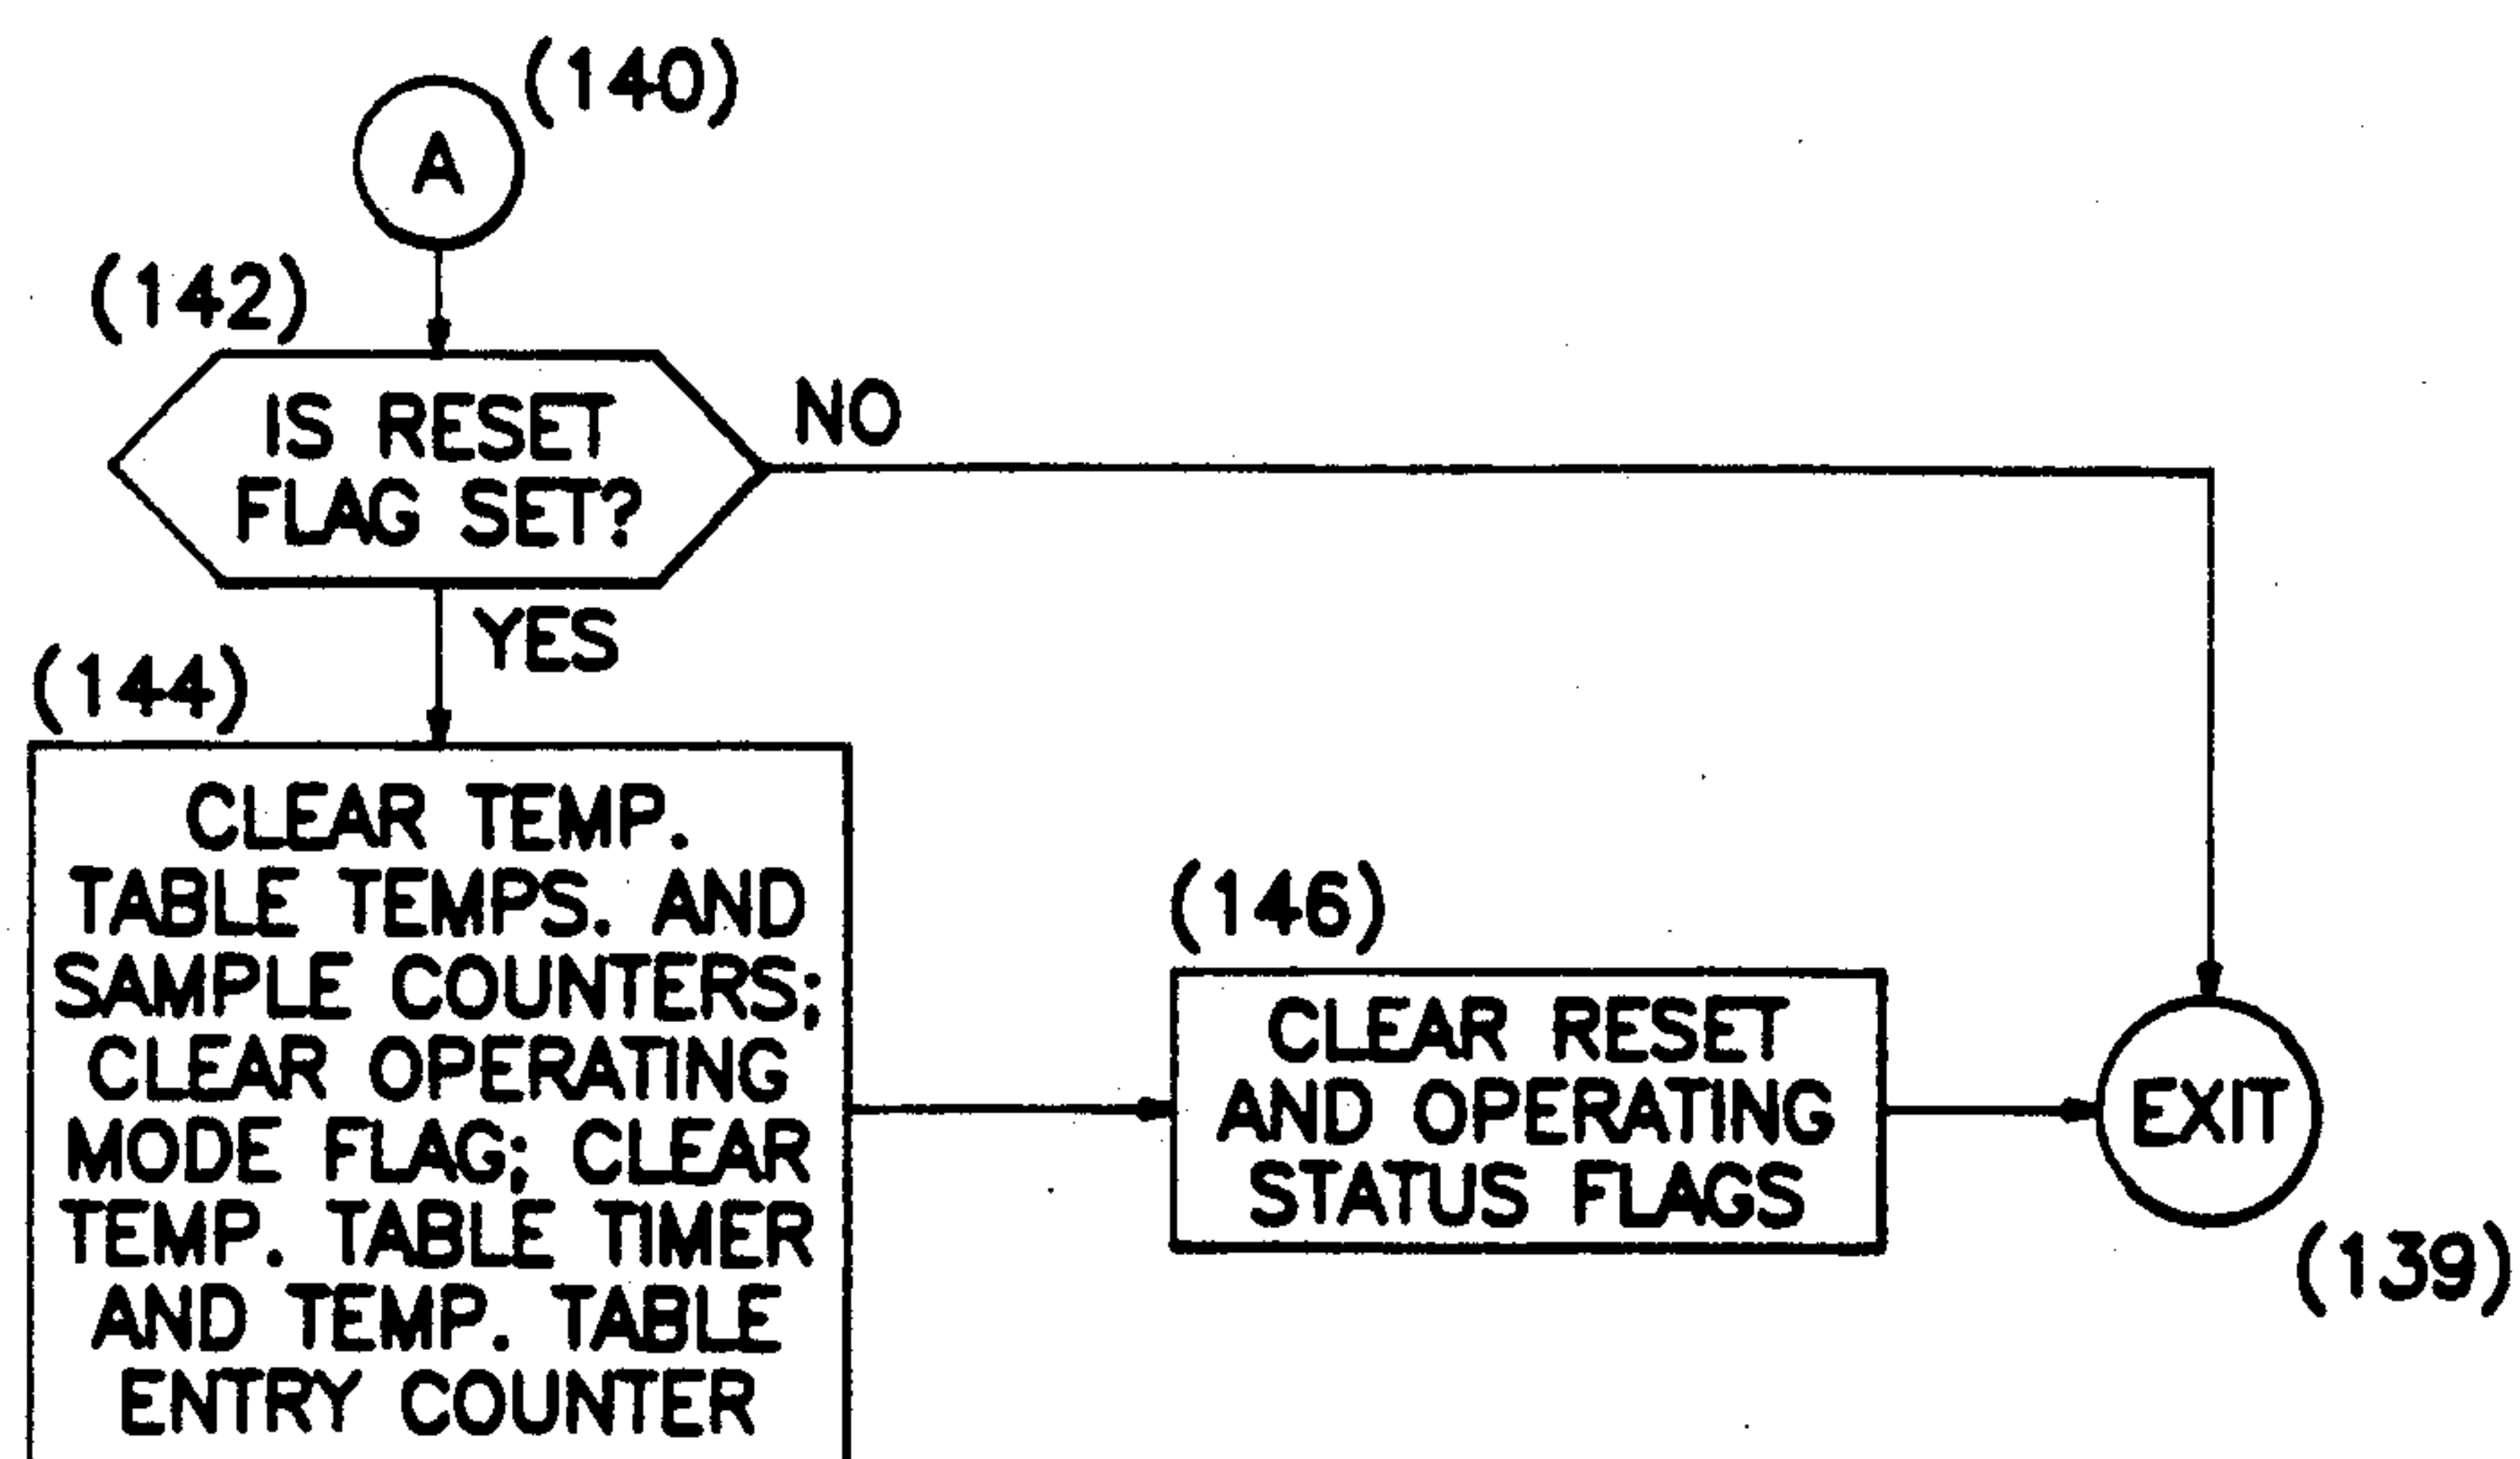 (140)
A
(142)
IS RESET
FLAG SET?
NO
YES
(144)
CLEAR TEMP.
TABLE TEMPS. AND
SAMPLE COUNTERS;
CLEAR OPERATING
MODE FLAG; CLEAR
TEMP. TABLE TIMER
AND TEMP. TABLE
ENTRY COUNTER
(146)
CLEAR RESET
AND OPERATING
STATUS FLAGS
EXIT
(139)